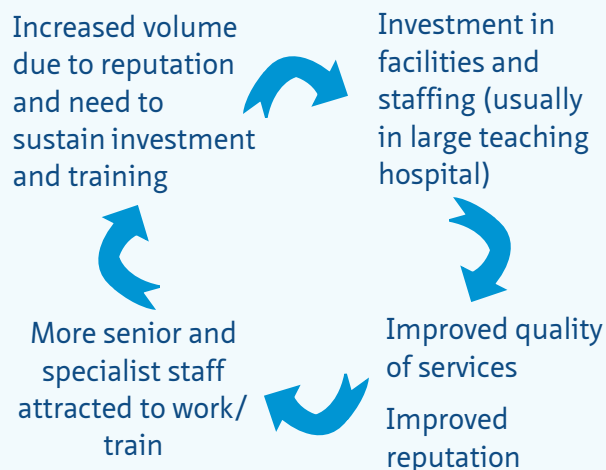 Increased volume
due to reputation
and need to
sustain investment
and training
Investment in
facilities and
staffing (usually
in large teaching
hospital)
Improved quality
of services
Improved
reputation
More senior and
specialist staff
attracted to work/
train